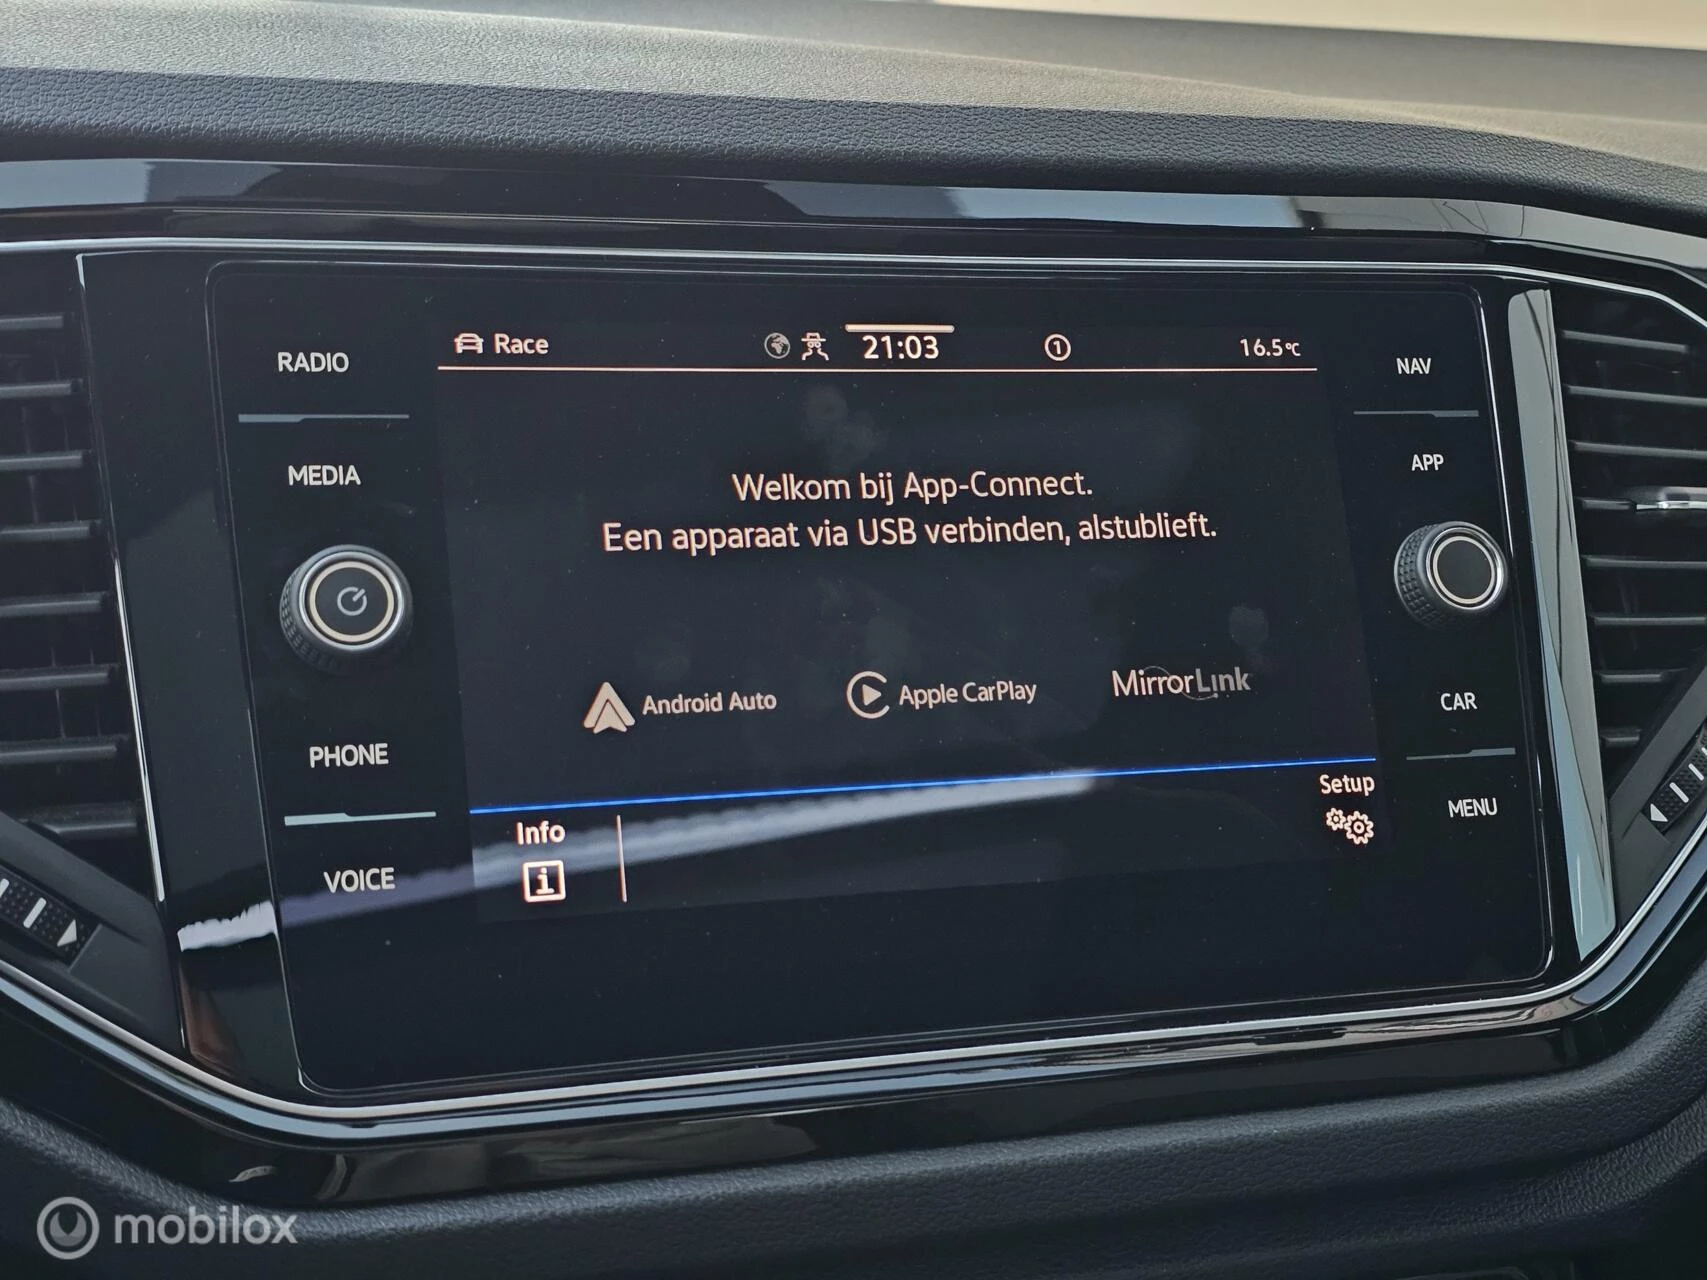 RADIO
MEDIA
PHONE
VOICE
Race
21:03
1
16.5°C
Welkom bij App-Connect.
Een apparaat via USB verbinden, alstublieft.
Android Auto
Apple CarPlay
MirrorLink
Info
i
Setup
NAV
APP
CAR
MENU
mobilox